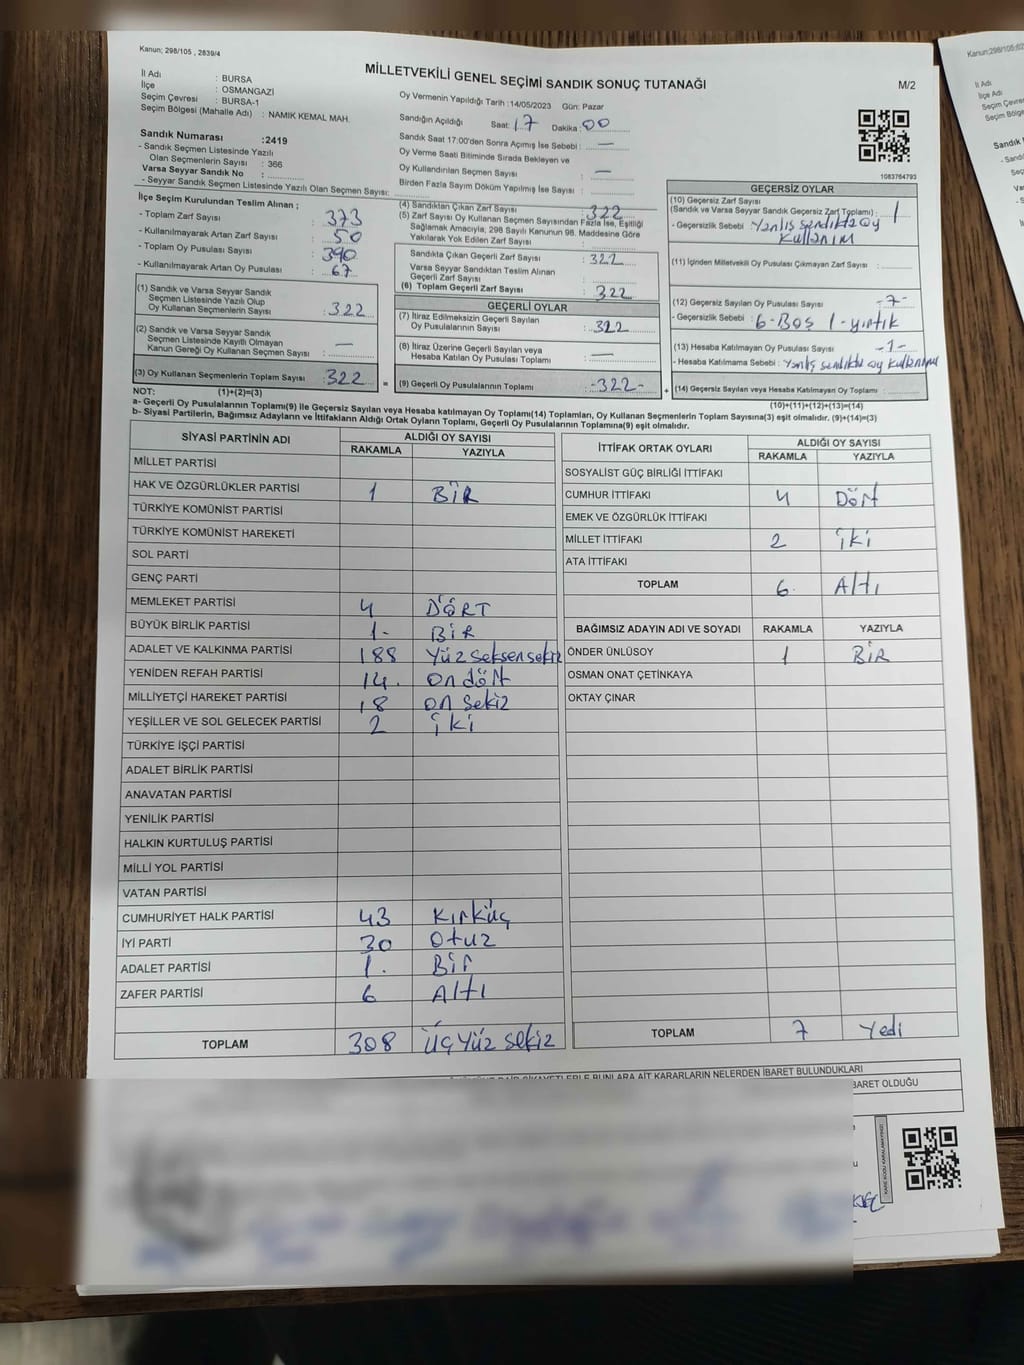 Kanun; 298/105 , 2839/4
MİLLETVEKİLİ GENEL SEÇİMİ SANDIK SONUÇ TUTANAĞI
M/2
İl Adı : BURSA
İlçe : OSMANGAZİ
Seçim Çevresi : BURSA-1
Seçim Bölgesi (Mahalle Adı) : NAMIK KEMAL MAH.
Sandık Numarası :2419
- Sandık Seçmen Listesinde Yazılı
Olan Seçmenlerin Sayısı : 366
Varsa Seyyar Sandık No :
- Seyyar Sandık Seçmen Listesinde Yazılı Olan Seçmen Sayısı:
Oy Vermenin Yapıldığı Tarih :14/05/2023 Gün: Pazar
Sandığın Açıldığı Saat: 17 Dakika: 00
Sandık Saat 17:00'den Sonra Açımış İse Sebebi : —
Oy Verme Saati Bitiminde Sırada Bekleyen ve
Oy Kullandırılan Seçmen Sayısı : —
Birden Fazla Sayım Döküm Yapılmış İse Sayısı :
1083764793
İlçe Seçim Kurulundan Teslim Alınan ;
- Toplam Zarf Sayısı : 373
- Kullanılmayarak Artan Zarf Sayısı : 50
- Toplam Oy Pusulası Sayısı : 390
- Kullanılmayarak Artan Oy Pusulası : 67
(1) Sandık ve Varsa Seyyar Sandık
Seçmen Listesinde Yazılı Olup
Oy Kullanan Seçmenlerin Sayısı : 322
(2) Sandık ve Varsa Seyyar Sandık
Seçmen Listesinde Kayıtlı Olmayan
Kanun Gereği Oy Kullanan Seçmen Sayısı : —
(3) Oy Kullanan Seçmenlerin Toplam Sayısı : 322
(4) Sandıktan Çıkan Zarf Sayısı : 322
(5) Zarf Sayısı Oy Kullanan Seçmen Sayısından Fazla İse, Eşitliği
Sağlamak Amacıyla, 298 Sayılı Kanunun 98. Maddesine Göre
Yakılarak Yok Edilen Zarf Sayısı :
Sandıkta Çıkan Geçerli Zarf Sayısı : 322
Varsa Seyyar Sandıktan Teslim Alınan
Geçerli Zarf Sayısı :
(6) Toplam Geçerli Zarf Sayısı : 322
GEÇERLİ OYLAR
(7) İtiraz Edilmeksizin Geçerli Sayılan
Oy Pusulalarının Sayısı : 322
(8) İtiraz Üzerine Geçerli Sayılan veya
Hesaba Katılan Oy Pusulası Toplamı : —
= (9) Geçerli Oy Pusulalarının Toplamı : -322- +
GEÇERSİZ OYLAR
(10) Geçersiz Zarf Sayısı
(Sandık ve Varsa Seyyar Sandık Geçersiz Zarf Toplamı) : 1
- Geçersizlik Sebebi : Yanlış sandıkta oy
kullanım
(11) İçinden Milletvekili Oy Pusulası Çıkmayan Zarf Sayısı :
(12) Geçersiz Sayılan Oy Pusulası Sayısı : -7-
- Geçersizlik Sebebi : 6-Boş 1-yırtık
(13) Hesaba Katılmayan Oy Pusulası Sayısı : -1-
- Hesaba Katılmama Sebebi : Yanlış sandıkta oy kullanımı
(14) Geçersiz Sayılan veya Hesaba Katılmayan Oy Toplamı :
NOT: (1)+(2)=(3) (10)+(11)+(12)+(13)=(14)
a- Geçerli Oy Pusulalarının Toplamı(9) ile Geçersiz Sayılan veya Hesaba katılmayan Oy Toplamı(14) Toplamları, Oy Kullanan Seçmenlerin Toplam Sayısına(3) eşit olmalıdır. (9)+(14)=(3)
b- Siyasi Partilerin, Bağımsız Adayların ve İttifakların Aldığı Ortak Oyların Toplamı, Geçerli Oy Pusulalarının Toplamına(9) eşit olmalıdır.
SİYASİ PARTİNİN ADI ALDIĞI OY SAYISI
RAKAMLA YAZIYLA
MİLLET PARTİSİ
HAK VE ÖZGÜRLÜKLER PARTİSİ 1 BİR
TÜRKİYE KOMÜNİST PARTİSİ
TÜRKİYE KOMÜNİST HAREKETİ
SOL PARTİ
GENÇ PARTİ
MEMLEKET PARTİSİ 4 DÖRT
BÜYÜK BİRLİK PARTİSİ 1- BİR
ADALET VE KALKINMA PARTİSİ 188 Yüzseksensekiz
YENİDEN REFAH PARTİSİ 14. on dört
MİLLİYETÇİ HAREKET PARTİSİ 18 on sekiz
YEŞİLLER VE SOL GELECEK PARTİSİ 2 iki
TÜRKİYE İŞÇİ PARTİSİ
ADALET BİRLİK PARTİSİ
ANAVATAN PARTİSİ
YENİLİK PARTİSİ
HALKIN KURTULUŞ PARTİSİ
MİLLİ YOL PARTİSİ
VATAN PARTİSİ
CUMHURİYET HALK PARTİSİ 43 Kırküç
İYİ PARTİ 30 Otuz
ADALET PARTİSİ 1. Bir
ZAFER PARTİSİ 6 Altı
TOPLAM 308 üçYüz sekiz
İTTİFAK ORTAK OYLARI ALDIĞI OY SAYISI
RAKAMLA YAZIYLA
SOSYALİST GÜÇ BİRLİĞİ İTTİFAKI
CUMHUR İTTİFAKI 4 Dört
EMEK VE ÖZGÜRLÜK İTTİFAKI
MİLLET İTTİFAKI 2 iki
ATA İTTİFAKI
TOPLAM 6. Altı
BAĞIMSIZ ADAYIN ADI VE SOYADI RAKAMLA YAZIYLA
ÖNDER ÜNLÜSOY 1 BİR
OSMAN ONAT ÇETİNKAYA
OKTAY ÇINAR
TOPLAM 7 Yedi
BUNLARA AİT KARARLARIN NELERDEN İBARET BULUNDUKLARI
BARET OLDUĞU
Kanun:298/105
İl Adı
İlçe Adı
Seçim Çevre
Seçim Bölge